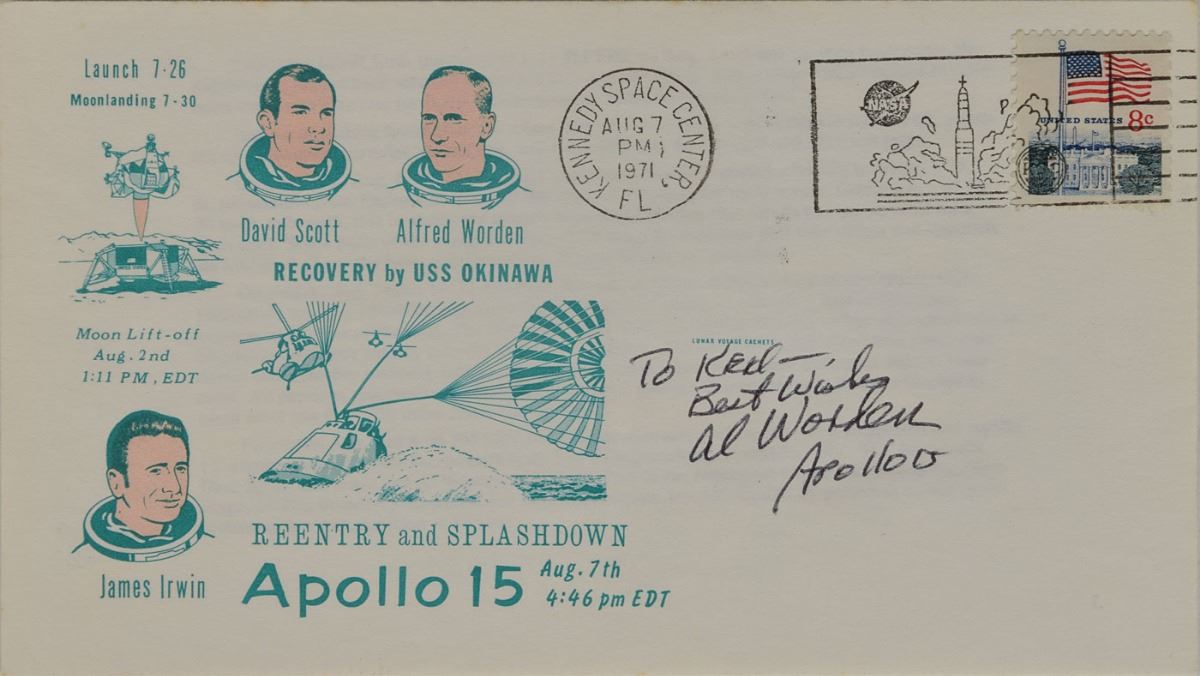 Launch 7-26
Moonlanding 7-30
David Scott
Alfred Worden
RECOVERY by USS OKINAWA
Moon Lift-off
Aug. 2nd
1:11 PM, EDT
James Irwin
REENTRY and SPLASHDOWN
Apollo 15
Aug. 7th
4:46 pm EDT
KENNEDY SPACE CENTER,
AUG 7
PM
1971
FL
NASA
UNITED STATES 8c
LUNAR VOYAGE CACHETS
To Ken -
Best Wishes
Al Worden
Apollo 15